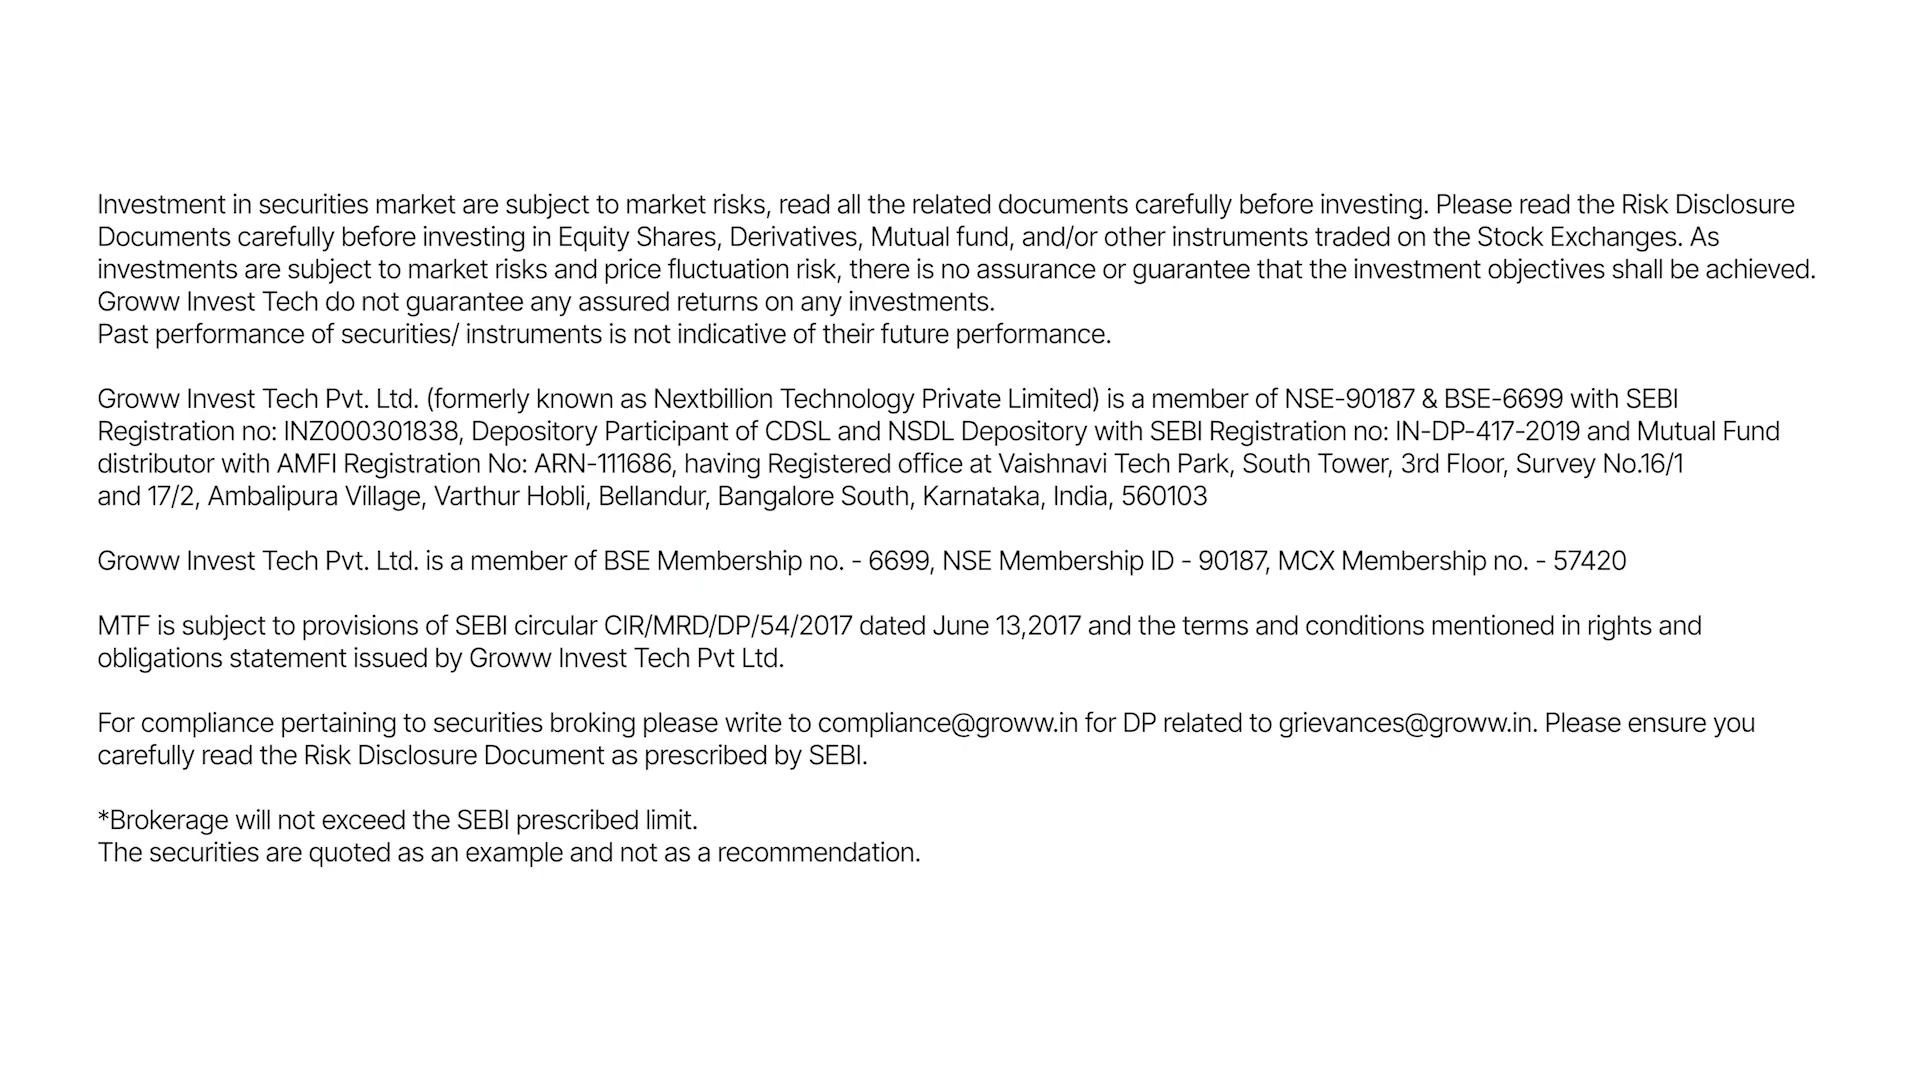 Investment in securities market are subject to market risks, read all the related documents carefully before investing. Please read the Risk Disclosure
Documents carefully before investing in Equity Shares, Derivatives, Mutual fund, and/or other instruments traded on the Stock Exchanges. As
investments are subject to market risks and price fluctuation risk, there is no assurance or guarantee that the investment objectives shall be achieved.
Groww Invest Tech do not guarantee any assured returns on any investments.
Past performance of securities/ instruments is not indicative of their future performance.
Groww Invest Tech Pvt. Ltd. (formerly known as Nextbillion Technology Private Limited) is a member of NSE-90187 & BSE-6699 with SEBI
Registration no: INZ000301838, Depository Participant of CDSL and NSDL Depository with SEBI Registration no: IN-DP-417-2019 and Mutual Fund
distributor with AMFI Registration No: ARN-111686, having Registered office at Vaishnavi Tech Park, South Tower, 3rd Floor, Survey No.16/1
and 17/2, Ambalipura Village, Varthur Hobli, Bellandur, Bangalore South, Karnataka, India, 560103
Groww Invest Tech Pvt. Ltd. is a member of BSE Membership no. - 6699, NSE Membership ID - 90187, MCX Membership no. - 57420
MTF is subject to provisions of SEBI circular CIR/MRD/DP/54/2017 dated June 13,2017 and the terms and conditions mentioned in rights and
obligations statement issued by Groww Invest Tech Pvt Ltd.
For compliance pertaining to securities broking please write to compliance@groww.in for DP related to grievances@groww.in. Please ensure you
carefully read the Risk Disclosure Document as prescribed by SEBI.
*Brokerage will not exceed the SEBI prescribed limit.
The securities are quoted as an example and not as a recommendation.